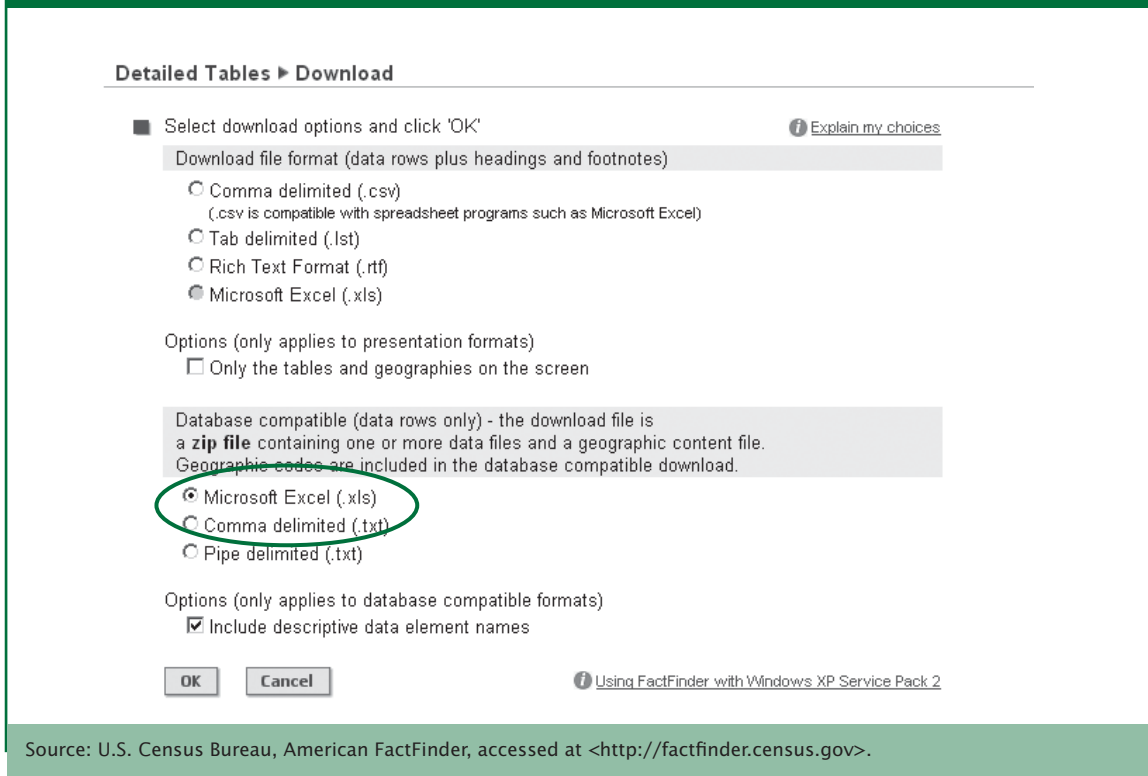 Detailed Tables ▶ Download
Select download options and click 'OK'
Explain my choices
Download file format (data rows plus headings and footnotes)
Comma delimited (.csv)
(.csv is compatible with spreadsheet programs such as Microsoft Excel)
Tab delimited (.lst)
Rich Text Format (.rtf)
Microsoft Excel (.xls)
Options (only applies to presentation formats)
Only the tables and geographies on the screen
Database compatible (data rows only) - the download file is
a zip file containing one or more data files and a geographic content file.
Geographic codes are included in the database compatible download.
Microsoft Excel (.xls)
Comma delimited (.txt)
Pipe delimited (.txt)
Options (only applies to database compatible formats)
Include descriptive data element names
OK Cancel
Using FactFinder with Windows XP Service Pack 2
Source: U.S. Census Bureau, American FactFinder, accessed at <http://factfinder.census.gov>.